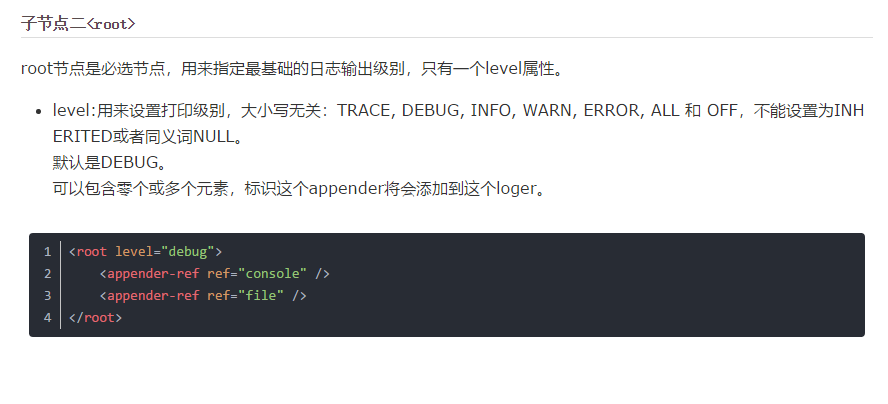 子节点二<root>
root节点是必选节点，用来指定最基础的日志输出级别，只有一个level属性。
• level:用来设置打印级别，大小写无关：TRACE, DEBUG, INFO, WARN, ERROR, ALL 和 OFF，不能设置为INH
ERITED或者同义词NULL。
默认是DEBUG。
可以包含零个或多个元素，标识这个appender将会添加到这个loger。
1 <root level="debug">
2     <appender-ref ref="console" />
3     <appender-ref ref="file" />
4 </root>